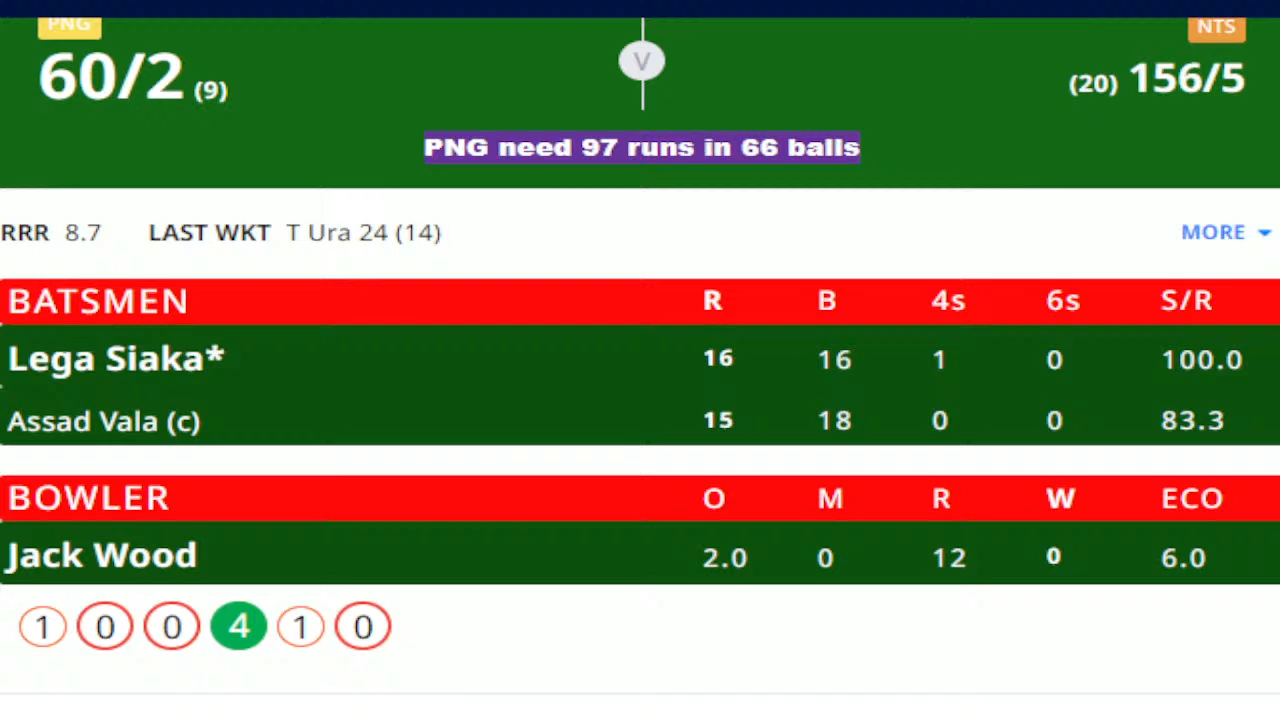 PNG NTS
60/2 (9) V (20) 156/5
PNG need 97 runs in 66 balls
RRR 8.7 LAST WKT T Ura 24 (14) MORE
BATSMEN R B 4s 6s S/R
Lega Siaka* 16 16 1 0 100.0
Assad Vala (c) 15 18 0 0 83.3
BOWLER O M R W ECO
Jack Wood 2.0 0 12 0 6.0
1 0 0 4 1 0